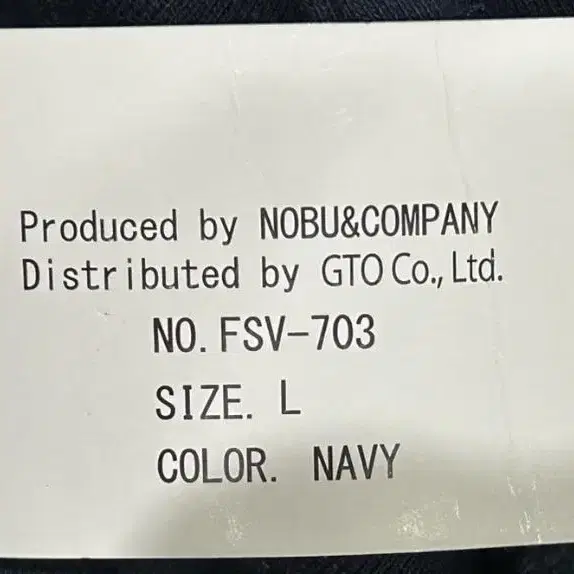 Produced by NOBU&COMPANY
Distributed by GTO Co., Ltd.
NO. FSV-703
SIZE. L
COLOR. NAVY